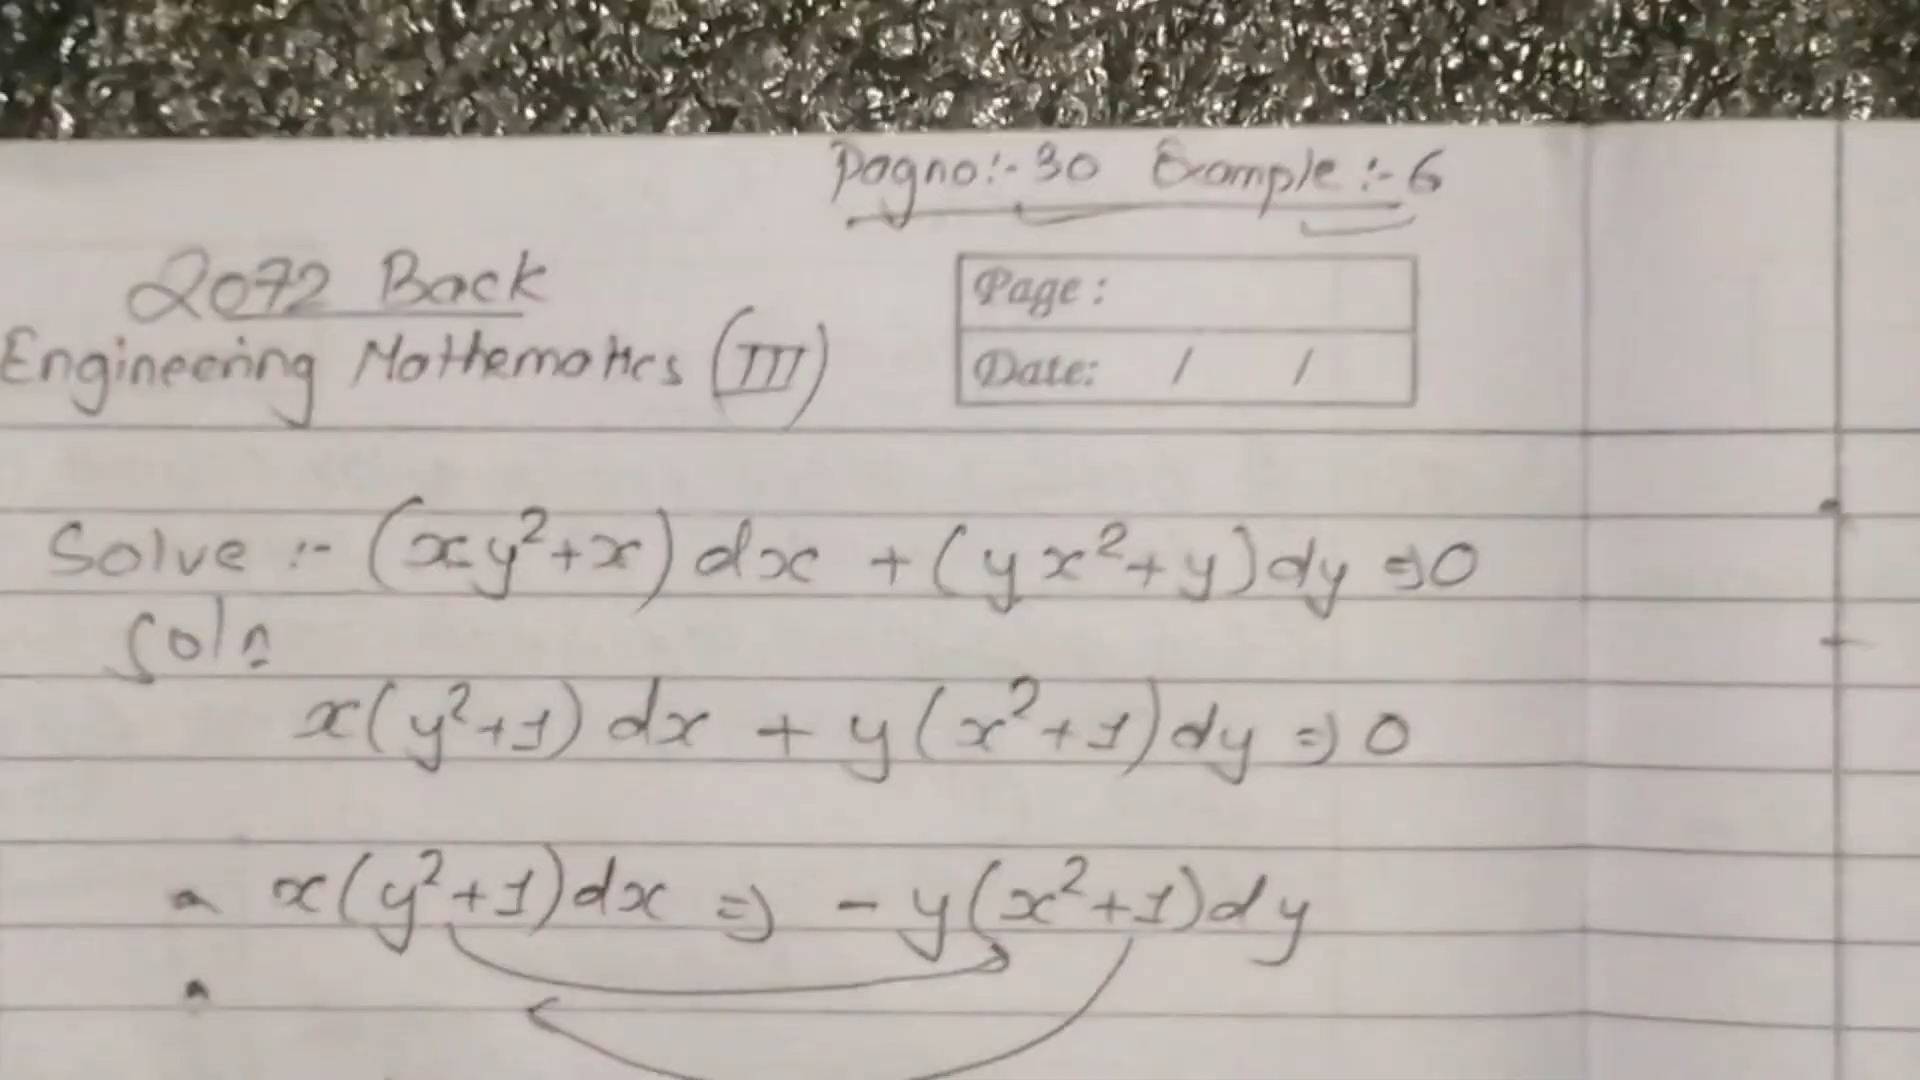 Pagno:- 30 Example :- 6
2072 Back
Page :
Engineering Mathematics (III)
Date: / /
Solve :- (xy²+x) dx + (yx²+y)dy => 0
Soln
x(y²+1) dx + y(x²+1)dy => 0
x(y²+1)dx => - y(x²+1)dy